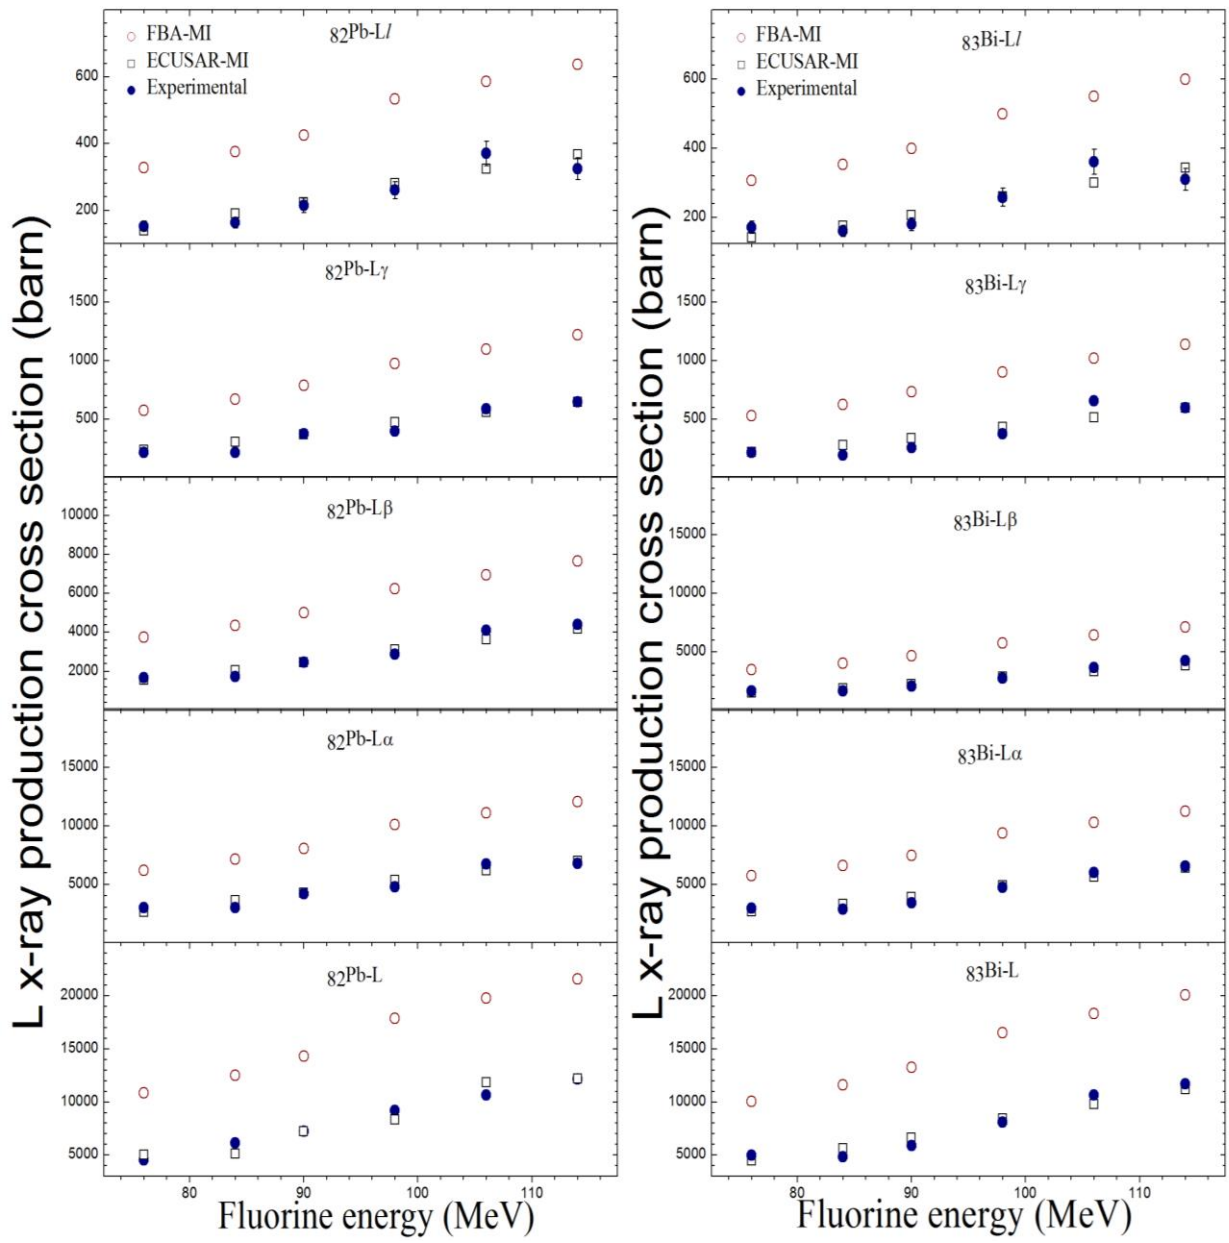 L x-ray production cross section (barn)
FBA-MI
ECUSAR-MI
Experimental
82Pb-Ll
600
400
200
82Pb-Lγ
1500
1000
500
82Pb-Lβ
10000
8000
6000
4000
2000
82Pb-Lα
15000
10000
5000
82Pb-L
20000
15000
10000
5000
80 90 100 110
Fluorine energy (MeV)
L x-ray production cross section (barn)
FBA-MI
ECUSAR-MI
Experimental
83Bi-Ll
600
400
200
83Bi-Lγ
1500
1000
500
83Bi-Lβ
15000
10000
5000
83Bi-Lα
15000
10000
5000
83Bi-L
20000
15000
10000
5000
80 90 100 110
Fluorine energy (MeV)